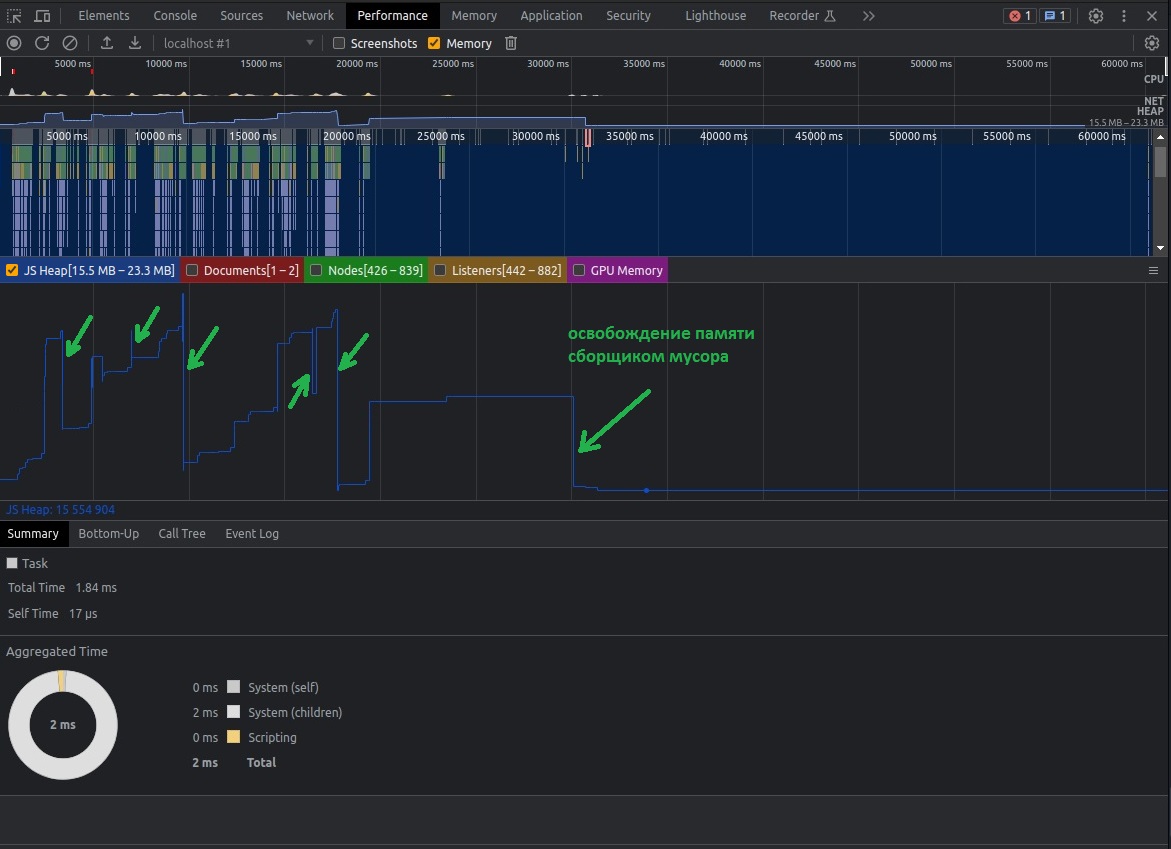 Elements Console Sources Network Performance Memory Application Security Lighthouse Recorder 1 1
localhost #1 Screenshots Memory
5000 ms 10000 ms 15000 ms 20000 ms 25000 ms 30000 ms 35000 ms 40000 ms 45000 ms 50000 ms 55000 ms 60000 ms
CPU
NET
HEAP
15.5 MB – 23.3 MB
5000 ms 10000 ms 15000 ms 20000 ms 25000 ms 30000 ms 35000 ms 40000 ms 45000 ms 50000 ms 55000 ms 60000 ms
JS Heap[15.5 MB – 23.3 MB] Documents[1 – 2] Nodes[426 – 839] Listeners[442 – 882] GPU Memory
освобождение памяти
сборщиком мусора
JS Heap: 15 554 904
Summary Bottom-Up Call Tree Event Log
Task
Total Time 1.84 ms
Self Time 17 μs
Aggregated Time
0 ms System (self)
2 ms System (children)
2 ms
0 ms Scripting
2 ms Total